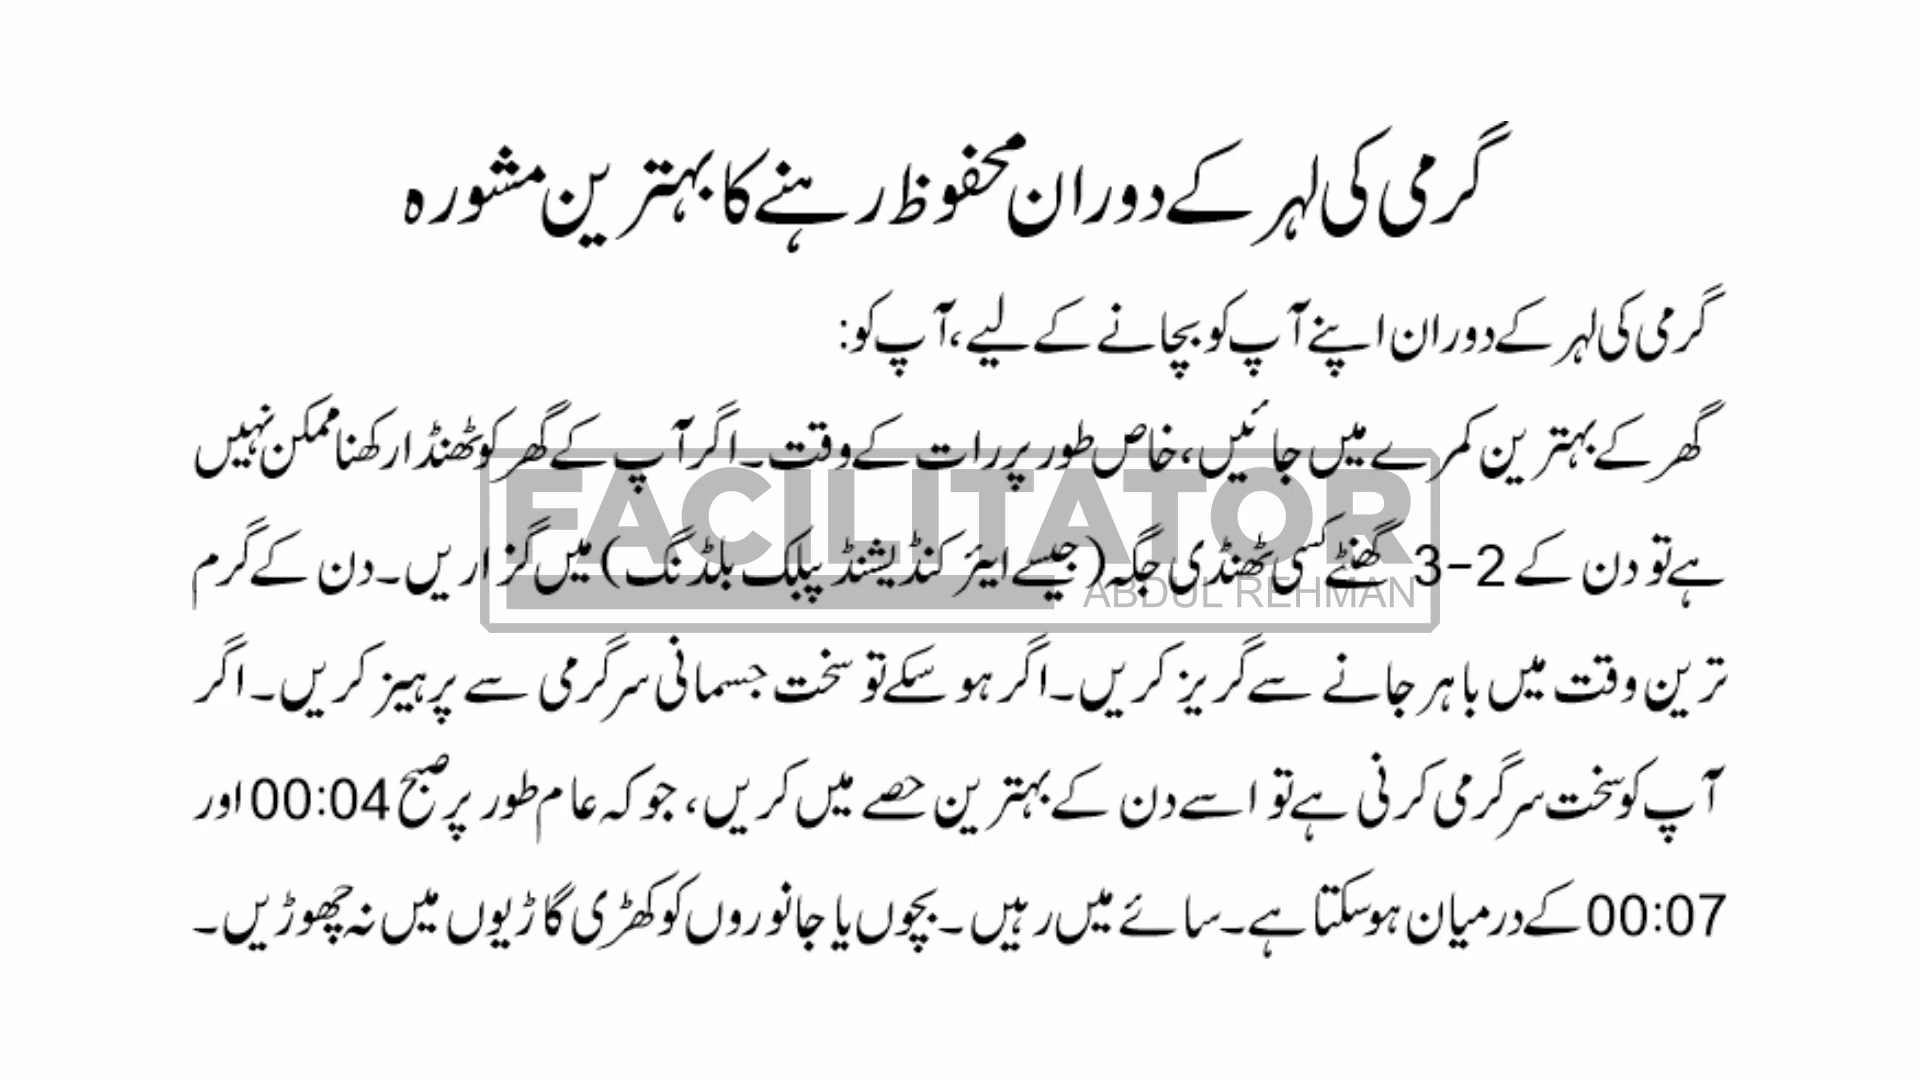 گرمی کی لہر کے دوران محفوظ رہنے کا بہترین مشورہ
گرمی کی لہر کے دوران اپنے آپ کو بچانے کے لیے، آپ کو:
گھر کے بہترین کمرے میں جائیں، خاص طور پر رات کے وقت۔ اگر آپ کے گھر کو ٹھنڈا رکھنا ممکن نہیں
ہے تو دن کے 2-3 گھنٹے کسی ٹھنڈی جگہ (جیسے ایئر کنڈیشنڈ پبلک بلڈنگ) میں گزاریں۔ دن کے گرم
FACILITATOR
ABDUL REHMAN
ترین وقت میں باہر جانے سے گریز کریں۔ اگر ہو سکے تو سخت جسمانی سرگرمی سے پرہیز کریں۔ اگر
آپ کو سخت سرگرمی کرنی ہے تو اسے دن کے بہترین حصے میں کریں، جو کہ عام طور پر صبح 00:04 اور
00:07 کے درمیان ہو سکتا ہے۔ سائے میں رہیں۔ بچوں یا جانوروں کو کھڑی گاڑیوں میں نہ چھوڑیں۔